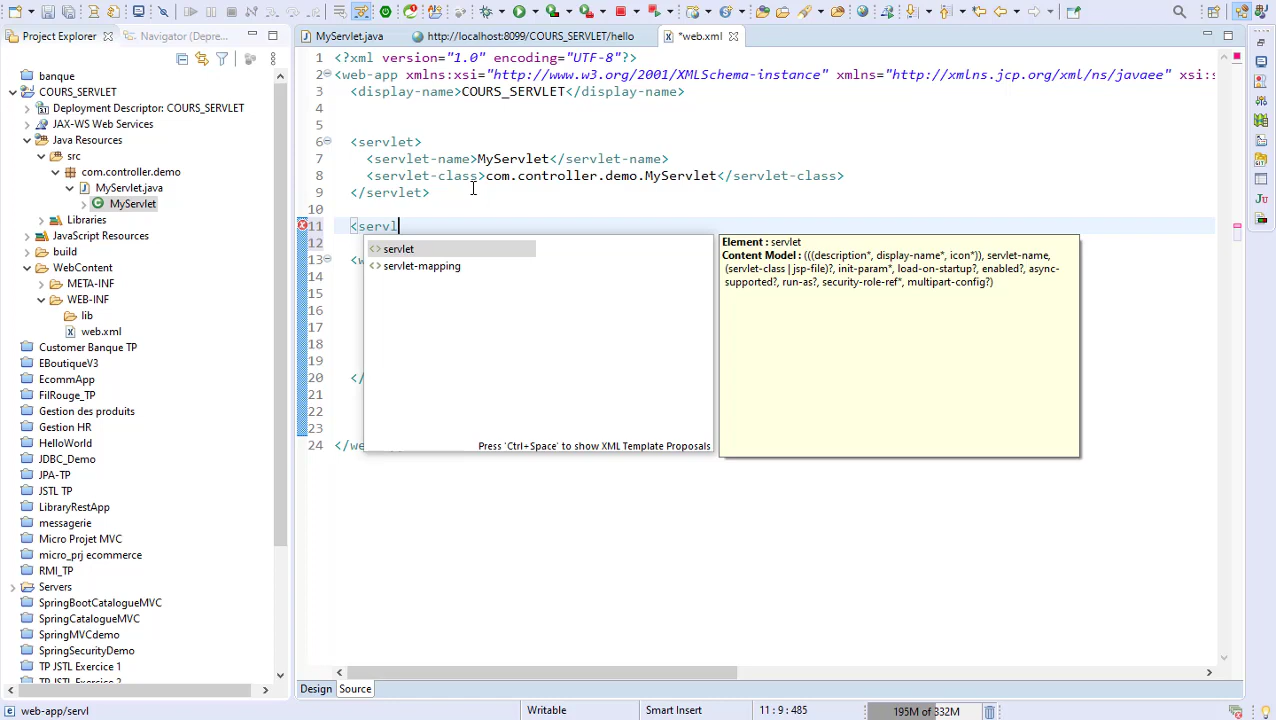 Project Explorer
Navigator (Depre...
MyServlet.java
http://localhost:8099/COURS_SERVLET/hello
*web.xml
banque
COURS_SERVLET
Deployment Descriptor: COURS_SERVLET
JAX-WS Web Services
Java Resources
src
com.controller.demo
MyServlet.java
MyServlet
Libraries
JavaScript Resources
build
WebContent
META-INF
WEB-INF
lib
web.xml
Customer Banque TP
EBoutiqueV3
EcommApp
FilRouge_TP
Gestion des produits
Gestion HR
HelloWorld
JDBC_Demo
JPA-TP
JSTL TP
LibraryRestApp
messagerie
Micro Projet MVC
micro_prj ecommerce
RMI_TP
Servers
SpringBootCatalogueMVC
SpringCatalogueMVC
SpringMVCdemo
SpringSecurityDemo
TP JSTL Exercice 1
TP JSTL Exercice 2
1 <?xml version="1.0" encoding="UTF-8"?>
2 <web-app xmlns:xsi="http://www.w3.org/2001/XMLSchema-instance" xmlns="http://xmlns.jcp.org/xml/ns/javaee" xsi:s
3 <display-name>COURS_SERVLET</display-name>
4
5
6 <servlet>
7 <servlet-name>MyServlet</servlet-name>
8 <servlet-class>com.controller.demo.MyServlet</servlet-class>
9 </servlet>
10
11 <servl
12
13 <w
14
15
16
17
18
19
20 </
21
22
23
24 </we
servlet
servlet-mapping
Press 'Ctrl+Space' to show XML Template Proposals
Element : servlet
Content Model : (((description*, display-name*, icon*)), servlet-name,
(servlet-class | jsp-file)?, init-param*, load-on-startup?, enabled?, async-
supported?, run-as?, security-role-ref*, multipart-config?)
Design
Source
web-app/servl
Writable
Smart Insert
11 : 9 : 485
195M of 332M